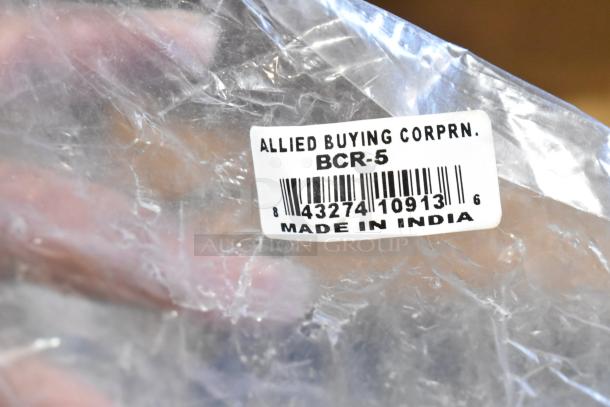 ALLIED BUYING CORPRN.
BCR-5
8 43274 10913 6
MADE IN INDIA
AUCTION GROUP